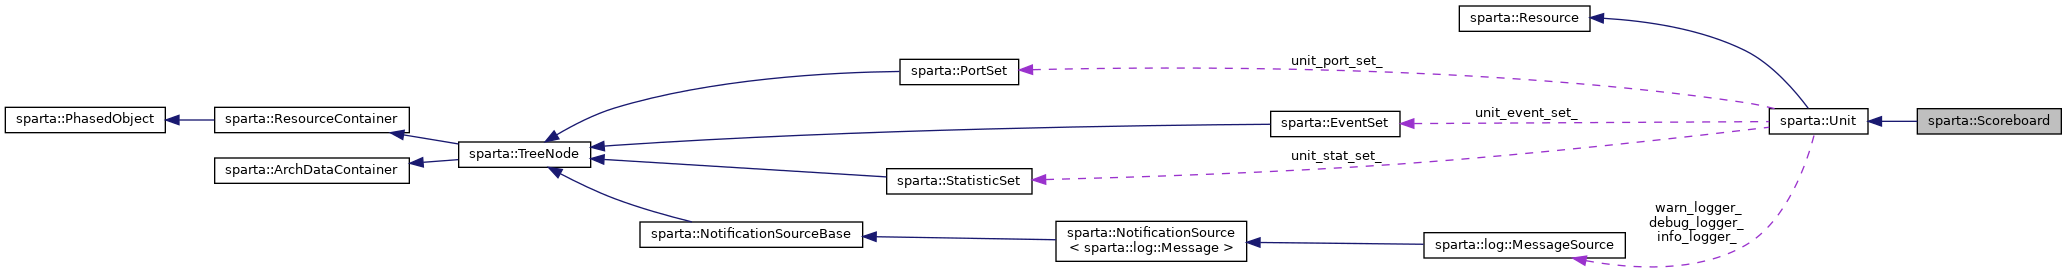 sparta::Resource
unit_port_set_
sparta::PortSet
sparta::PhasedObject
sparta::ResourceContainer
unit_event_set_
sparta::EventSet
sparta::Unit
sparta::Scoreboard
sparta::TreeNode
unit_stat_set_
sparta::ArchDataContainer
sparta::StatisticSet
warn_logger_
debug_logger_
info_logger_
sparta::NotificationSourceBase
sparta::NotificationSource
< sparta::log::Message >
sparta::log::MessageSource